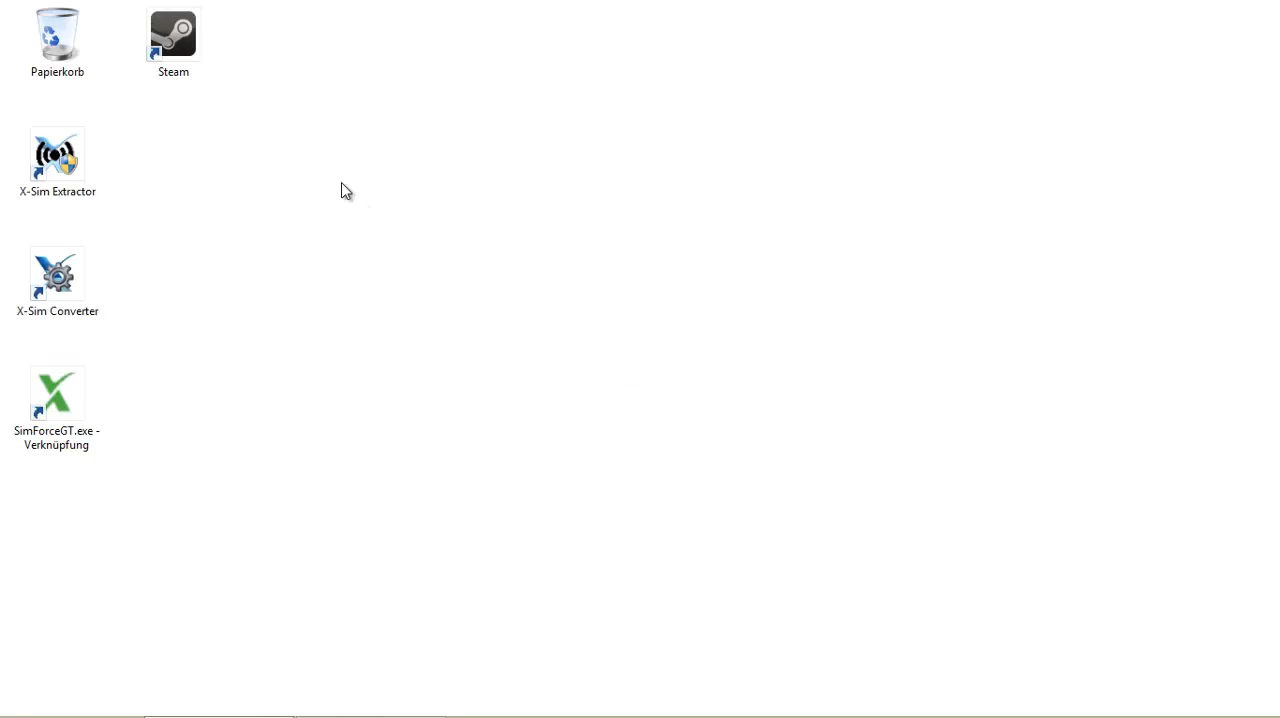 Papierkorb
Steam
X-Sim Extractor
X-Sim Converter
SimForceGT.exe -
Verknüpfung